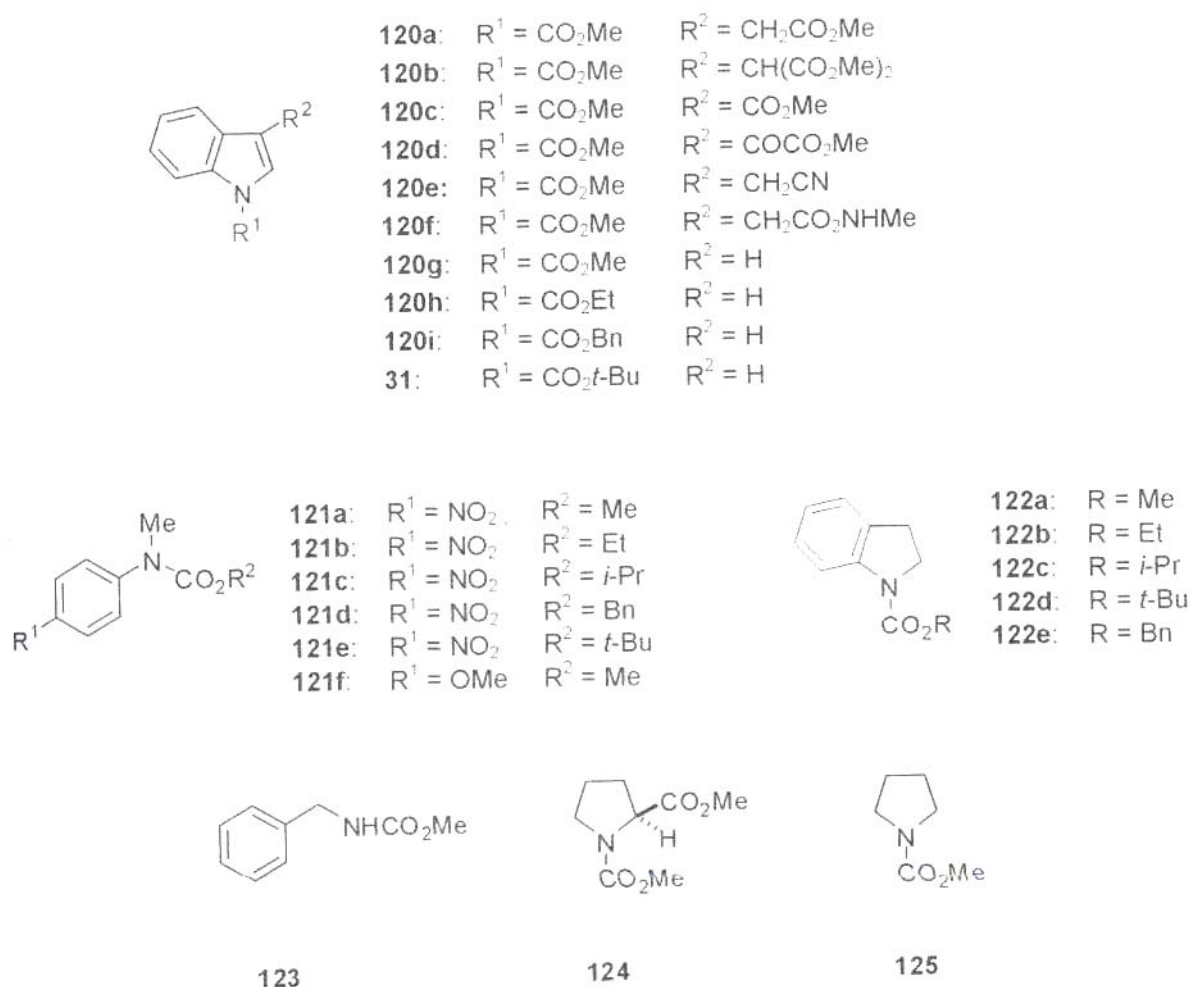 120a: R¹ = CO₂Me R² = CH₂CO₂Me
120b: R¹ = CO₂Me R² = CH(CO₂Me)₂
120c: R¹ = CO₂Me R² = CO₂Me
120d: R¹ = CO₂Me R² = COCO₂Me
120e: R¹ = CO₂Me R² = CH₂CN
120f: R¹ = CO₂Me R² = CH₂CO₂NHMe
120g: R¹ = CO₂Me R² = H
120h: R¹ = CO₂Et R² = H
120i: R¹ = CO₂Bn R² = H
31: R¹ = CO₂t-Bu R² = H
R²
N
R¹
Me
N
CO₂R²
R¹
121a: R¹ = NO₂ R² = Me
121b: R¹ = NO₂ R² = Et
121c: R¹ = NO₂ R² = i-Pr
121d: R¹ = NO₂ R² = Bn
121e: R¹ = NO₂ R² = t-Bu
121f: R¹ = OMe R² = Me
N
CO₂R
122a: R = Me
122b: R = Et
122c: R = i-Pr
122d: R = t-Bu
122e: R = Bn
NHCO₂Me
CO₂Me
N
H
CO₂Me
N
CO₂Me
123 124 125